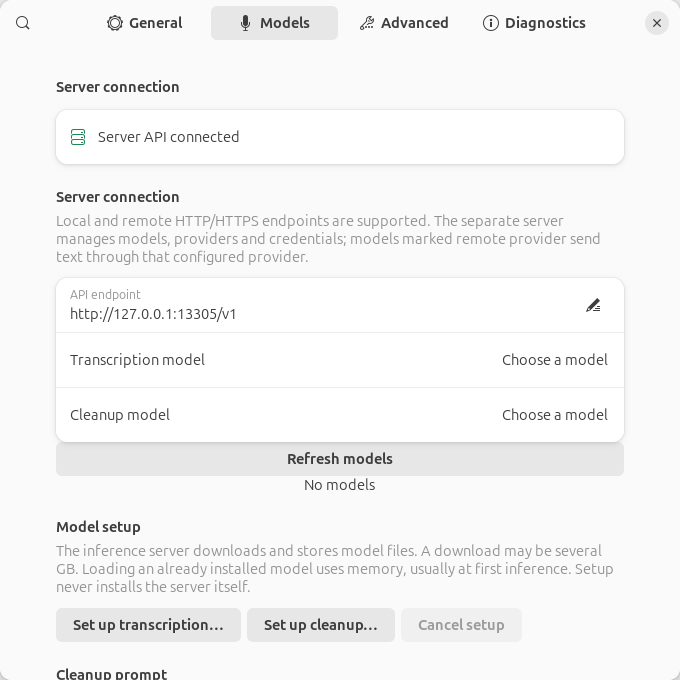 General
Models
Advanced
Diagnostics
Server connection
Server API connected
Server connection
Local and remote HTTP/HTTPS endpoints are supported. The separate server
manages models, providers and credentials; models marked remote provider send
text through that configured provider.
API endpoint
http://127.0.0.1:13305/v1
Transcription model
Choose a model
Cleanup model
Choose a model
Refresh models
No models
Model setup
The inference server downloads and stores model files. A download may be several
GB. Loading an already installed model uses memory, usually at first inference. Setup
never installs the server itself.
Set up transcription…
Set up cleanup…
Cancel setup
Cleanup prompt